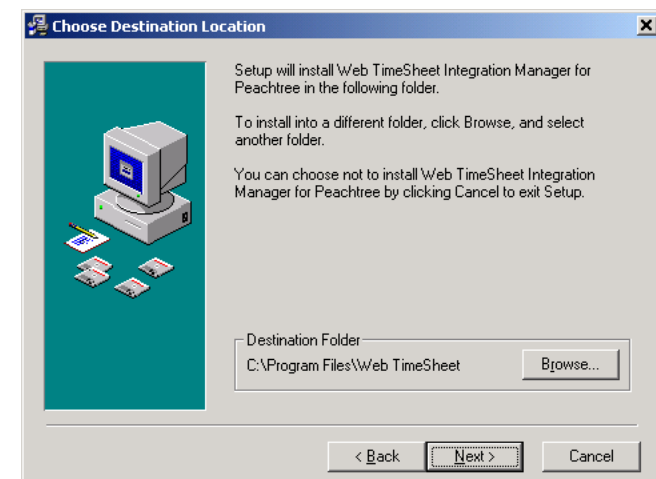 Choose Destination Location
Setup will install Web TimeSheet Integration Manager for
Peachtree in the following folder.
To install into a different folder, click Browse, and select
another folder.
You can choose not to install Web TimeSheet Integration
Manager for Peachtree by clicking Cancel to exit Setup.
Destination Folder
C:\Program Files\Web TimeSheet
Browse...
< Back
Next >
Cancel